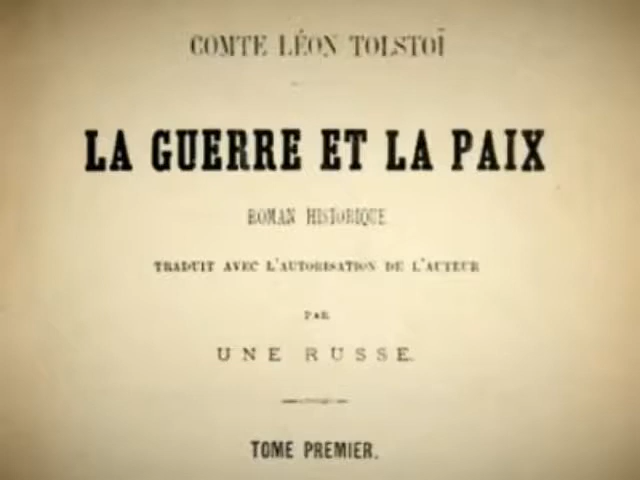 COMTE LÉON TOLSTOÏ
LA GUERRE ET LA PAIX
ROMAN HISTORIQUE
TRADUIT AVEC L'AUTORISATION DE L'AUTEUR
PAR
UNE RUSSE.
TOME PREMIER.